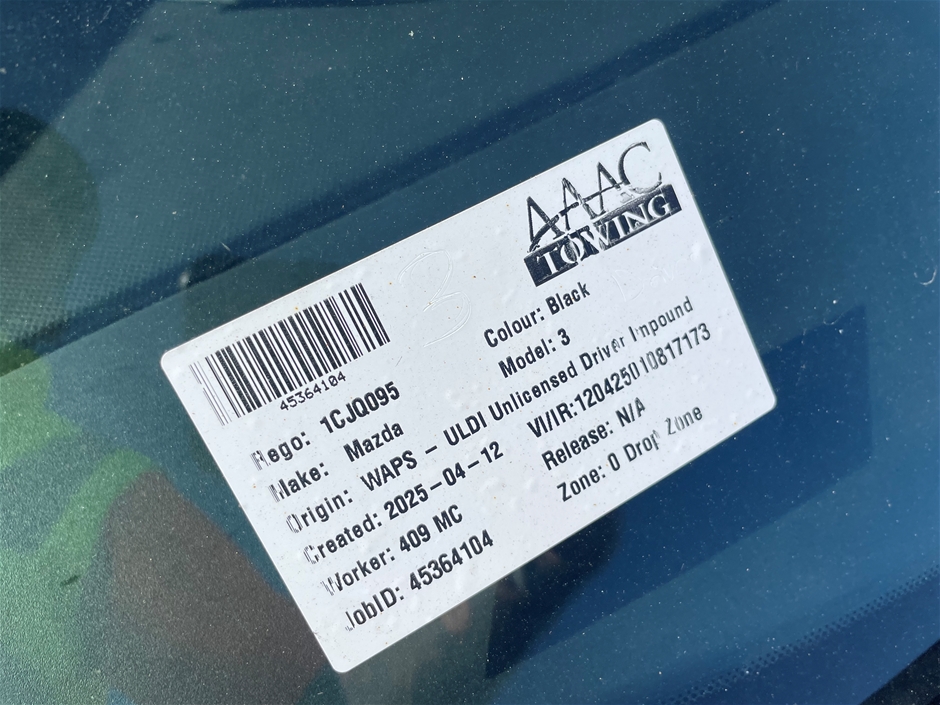 AAAC
TOWING
45364104
Rego: 1CJQ095
Colour: Black
Make: Mazda
Model: 3
Origin: WAPS - ULDI Unlicensed Driver Impound
Created: 2025-04-12
VI/IR:120425010817173
Worker: 409 MC
Release: N/A
JobID: 45364104
Zone: 0 Drop Zone